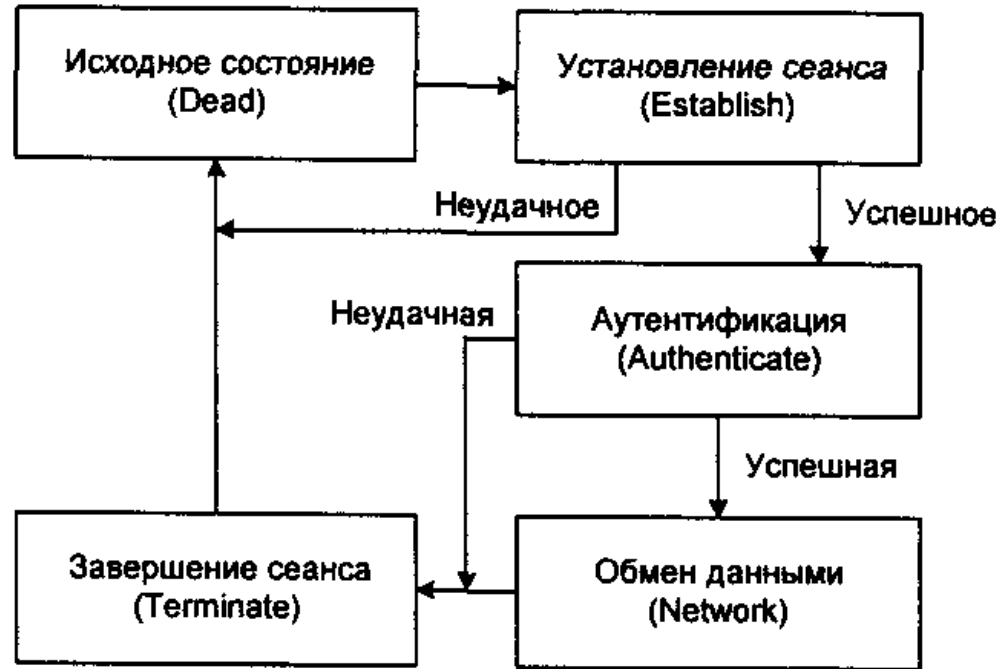 Исходное состояние
(Dead)
Установление сеанса
(Establish)
Неудачное
Успешное
Неудачная
Аутентификация
(Authenticate)
Успешная
Завершение сеанса
(Terminate)
Обмен данными
(Network)